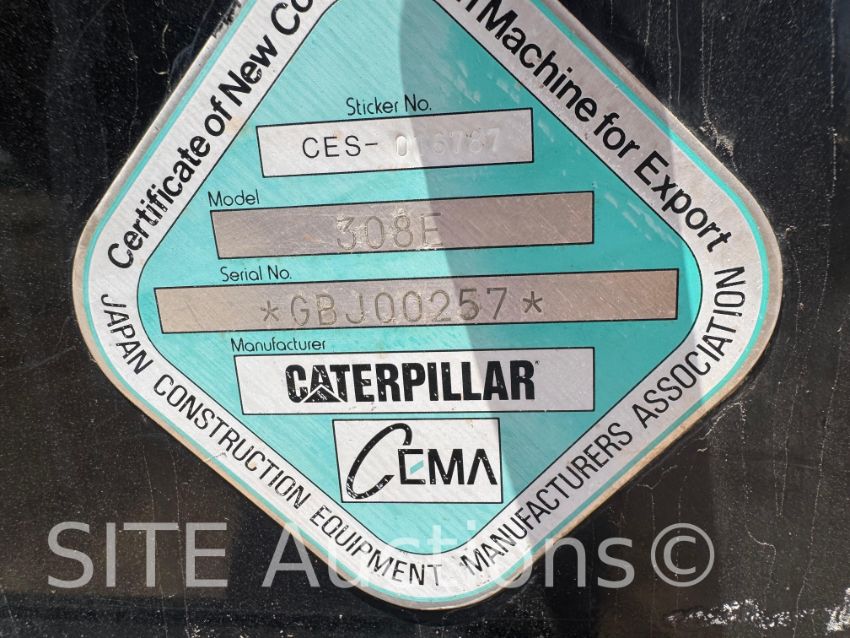 Certificate of New Co
Machine for Export
Sticker No.
CES- 016787
Model
308E
Serial No.
*GBJ00257*
Manufacturer
CATERPILLAR
CEMA
JAPAN CONSTRUCTION EQUIPMENT MANUFACTURERS ASSOCIATION
SITE Auctions©